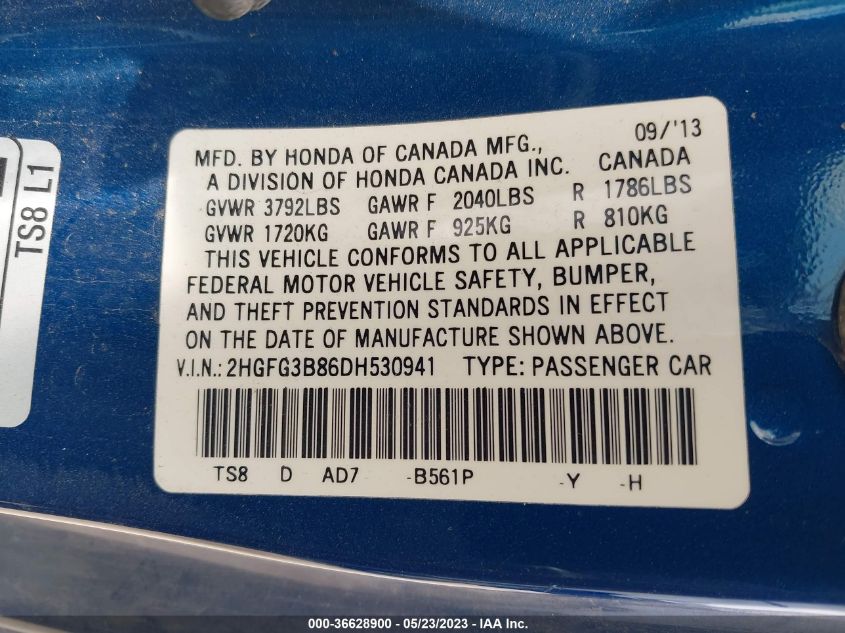 TS8 L1
09/'13
MFD. BY HONDA OF CANADA MFG.,
A DIVISION OF HONDA CANADA INC. CANADA
GVWR 3792LBS GAWR F 2040LBS R 1786LBS
GVWR 1720KG GAWR F 925KG R 810KG
THIS VEHICLE CONFORMS TO ALL APPLICABLE
FEDERAL MOTOR VEHICLE SAFETY, BUMPER,
AND THEFT PREVENTION STANDARDS IN EFFECT
ON THE DATE OF MANUFACTURE SHOWN ABOVE.
V.I.N.: 2HGFG3B86DH530941 TYPE: PASSENGER CAR
TS8 D AD7 -B561P -Y -H
000-36628900 - 05/23/2023 - IAA Inc.